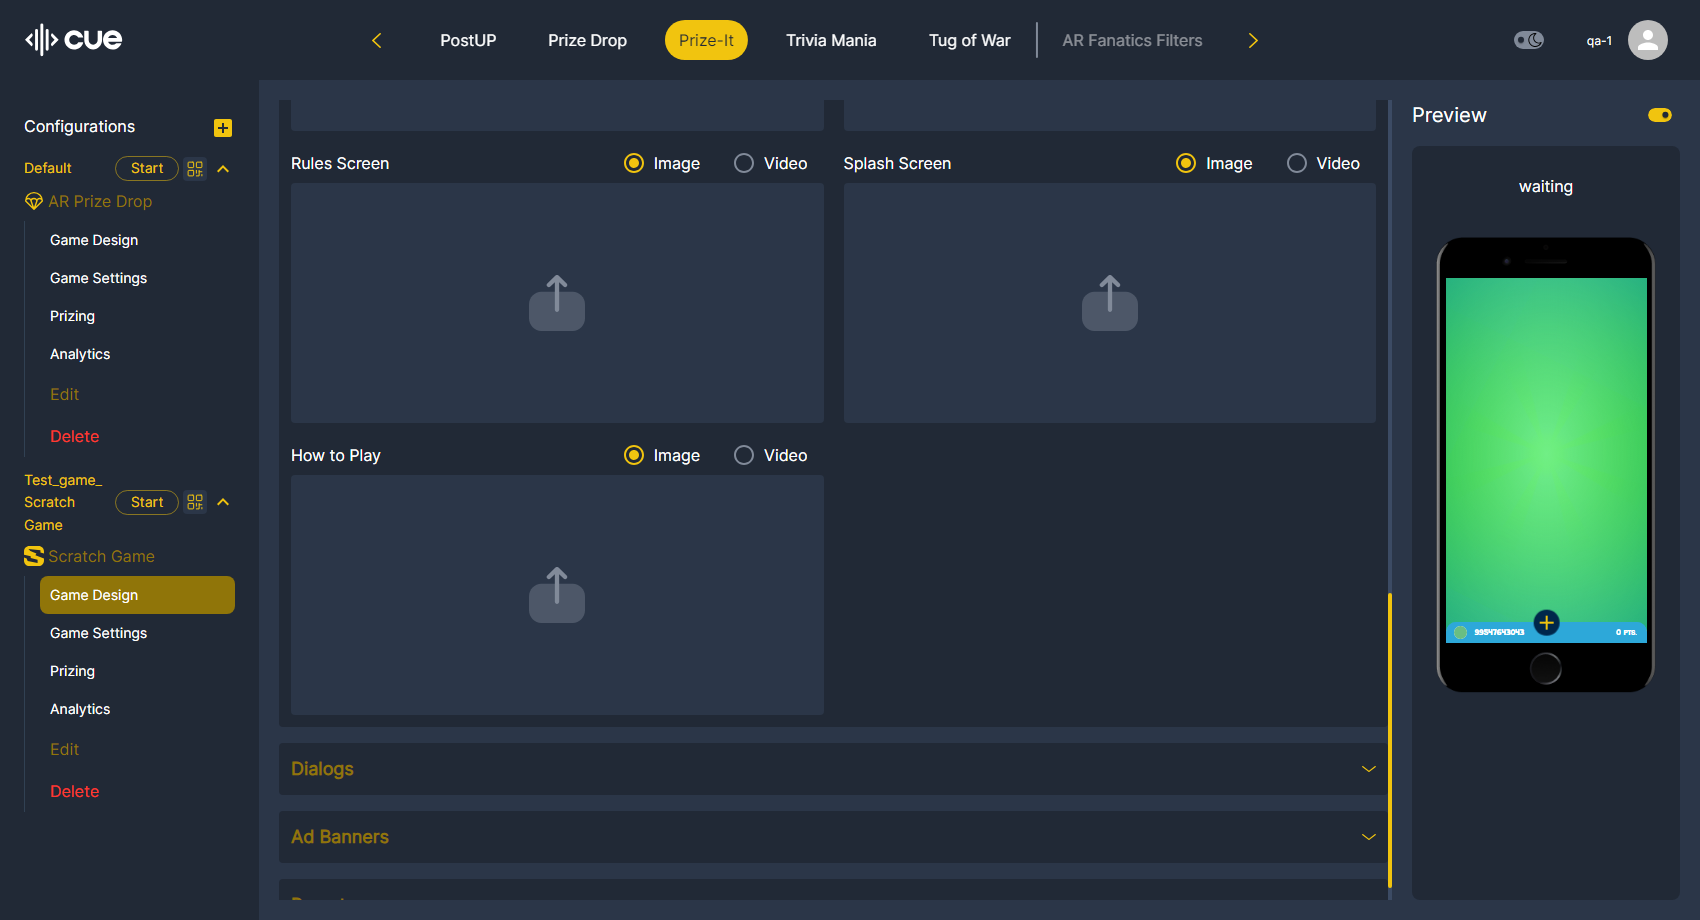 cue
PostUP
Prize Drop
Prize-It
Trivia Mania
Tug of War
AR Fanatics Filters
qa-1
Configurations
Default
Start
AR Prize Drop
Game Design
Game Settings
Prizing
Analytics
Edit
Delete
Test_game_
Scratch
Game
Start
Scratch Game
Game Design
Game Settings
Prizing
Analytics
Edit
Delete
Rules Screen
Image
Video
Splash Screen
Image
Video
How to Play
Image
Video
Dialogs
Ad Banners
Preview
waiting
99547643043
0 PTS.